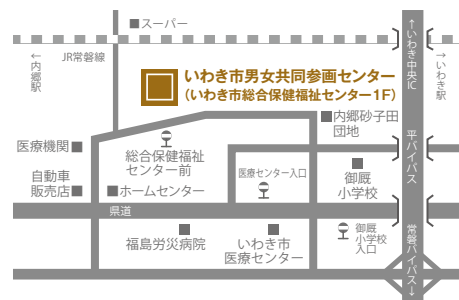 スーパー
↑いわき中央IC
JR常磐線
←内郷駅
→いわき駅
いわき市男女共同参画センター
（いわき市総合保健福祉センター1F）
内郷砂子田
団地
医療機関
総合保健福祉
センター前
平バイパス
自動車
販売店
ホームセンター
医療センター入口
御厩
小学校
県道
福島労災病院
いわき市
医療センター
御厩
小学校
入口
常磐バイパス↓